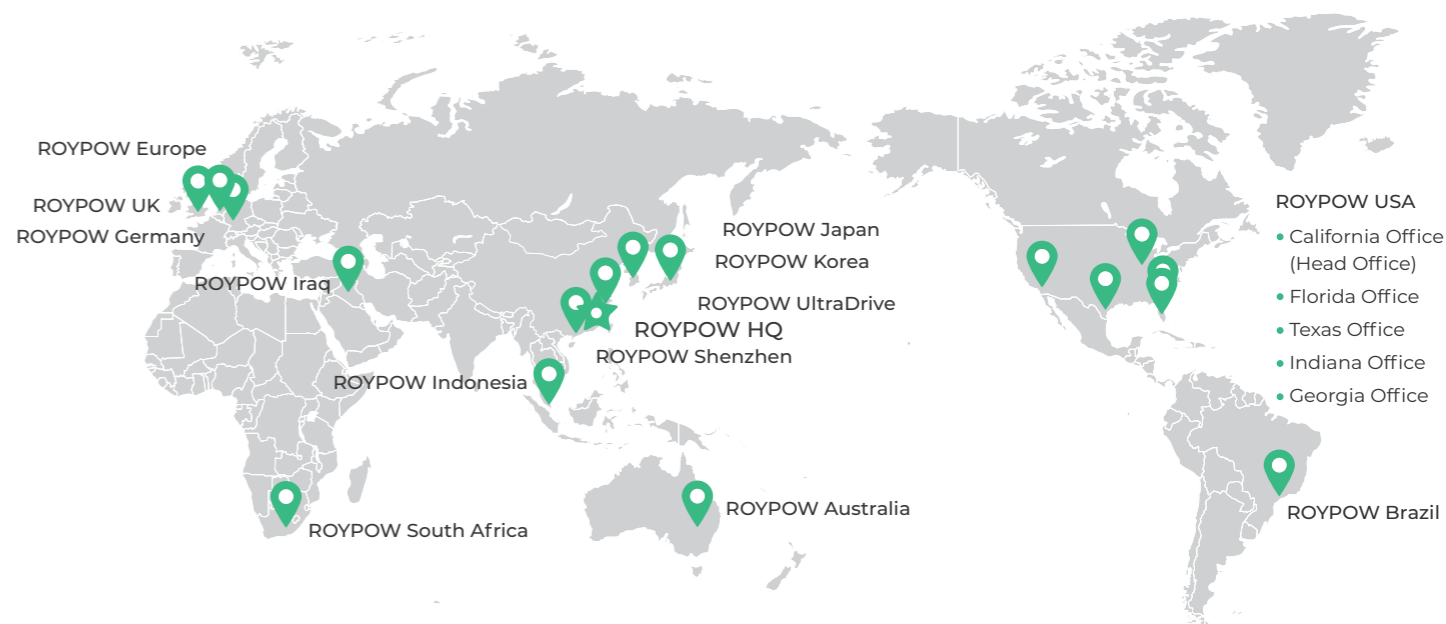 ROYPOW Europe
ROYPOW UK
ROYPOW Germany
ROYPOW Iraq
ROYPOW Japan
ROYPOW Korea
ROYPOW UltraDrive
ROYPOW HQ
ROYPOW Shenzhen
ROYPOW Indonesia
ROYPOW South Africa
ROYPOW Australia
ROYPOW USA
• California Office
(Head Office)
• Florida Office
• Texas Office
• Indiana Office
• Georgia Office
ROYPOW Brazil